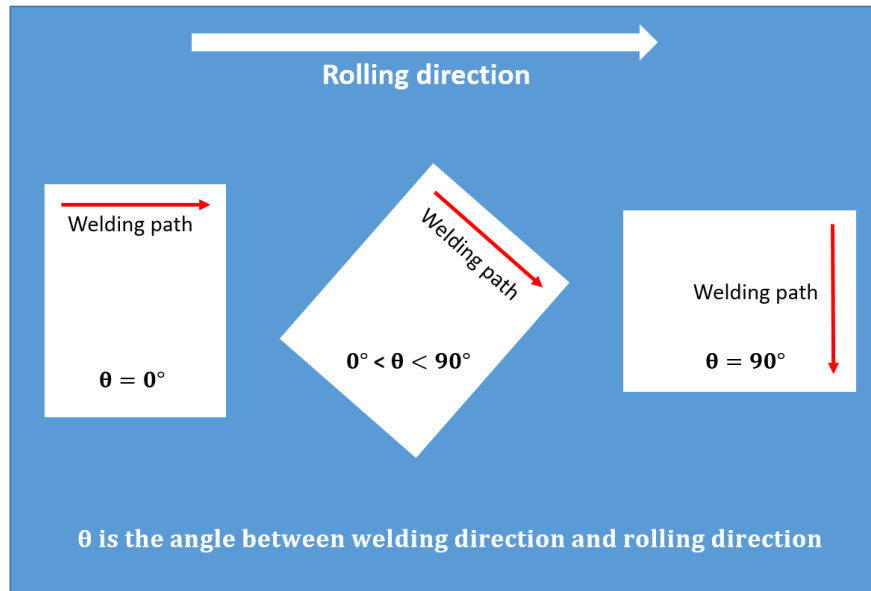 Rolling direction
Welding path
θ = 0°
Welding path
0° < θ < 90°
Welding path
θ = 90°
θ is the angle between welding direction and rolling direction